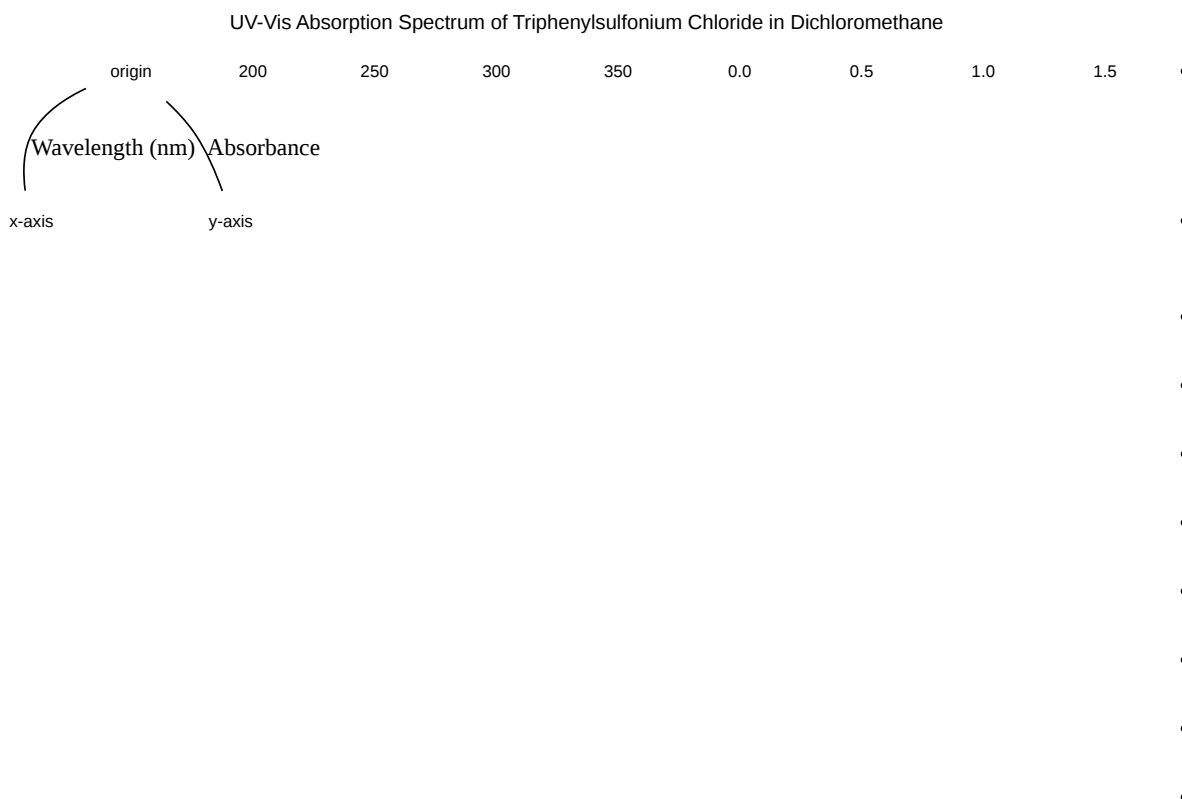 UV-Vis Absorption Spectrum of Triphenylsulfonium Chloride in Dichloromethane
origin 200 250 300 350 0.0 0.5 1.0 1.5
Wavelength (nm) Absorbance
x-axis y-axis